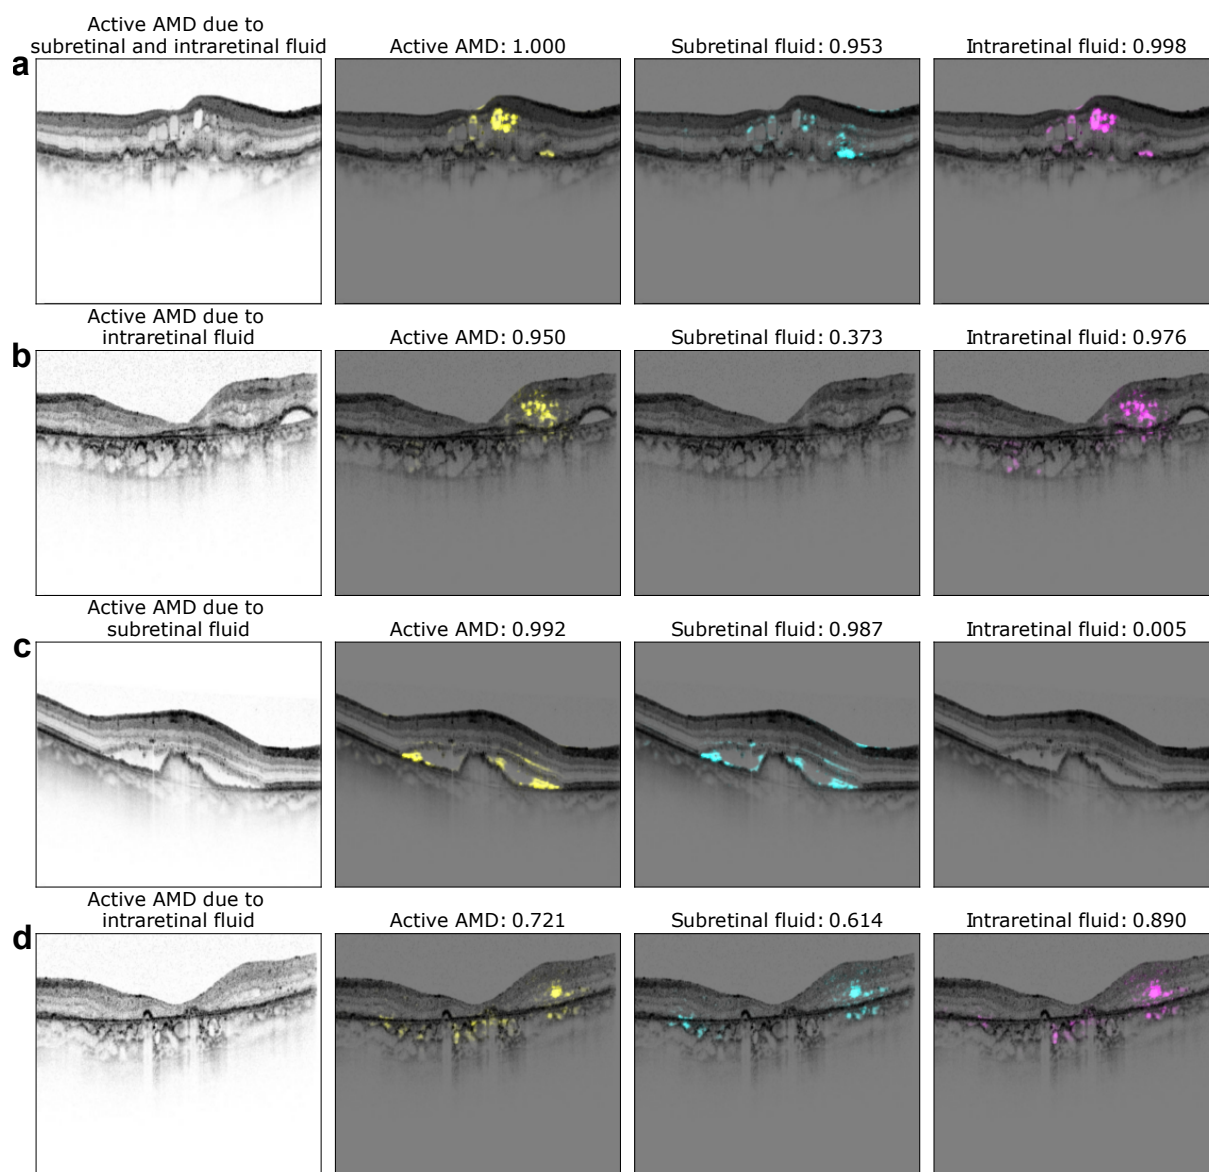 Active AMD due to
subretinal and intraretinal fluid
Active AMD: 1.000
Subretinal fluid: 0.953
Intraretinal fluid: 0.998
a
Active AMD due to
intraretinal fluid
Active AMD: 0.950
Subretinal fluid: 0.373
Intraretinal fluid: 0.976
b
Active AMD due to
subretinal fluid
Active AMD: 0.992
Subretinal fluid: 0.987
Intraretinal fluid: 0.005
c
Active AMD due to
intraretinal fluid
Active AMD: 0.721
Subretinal fluid: 0.614
Intraretinal fluid: 0.890
d